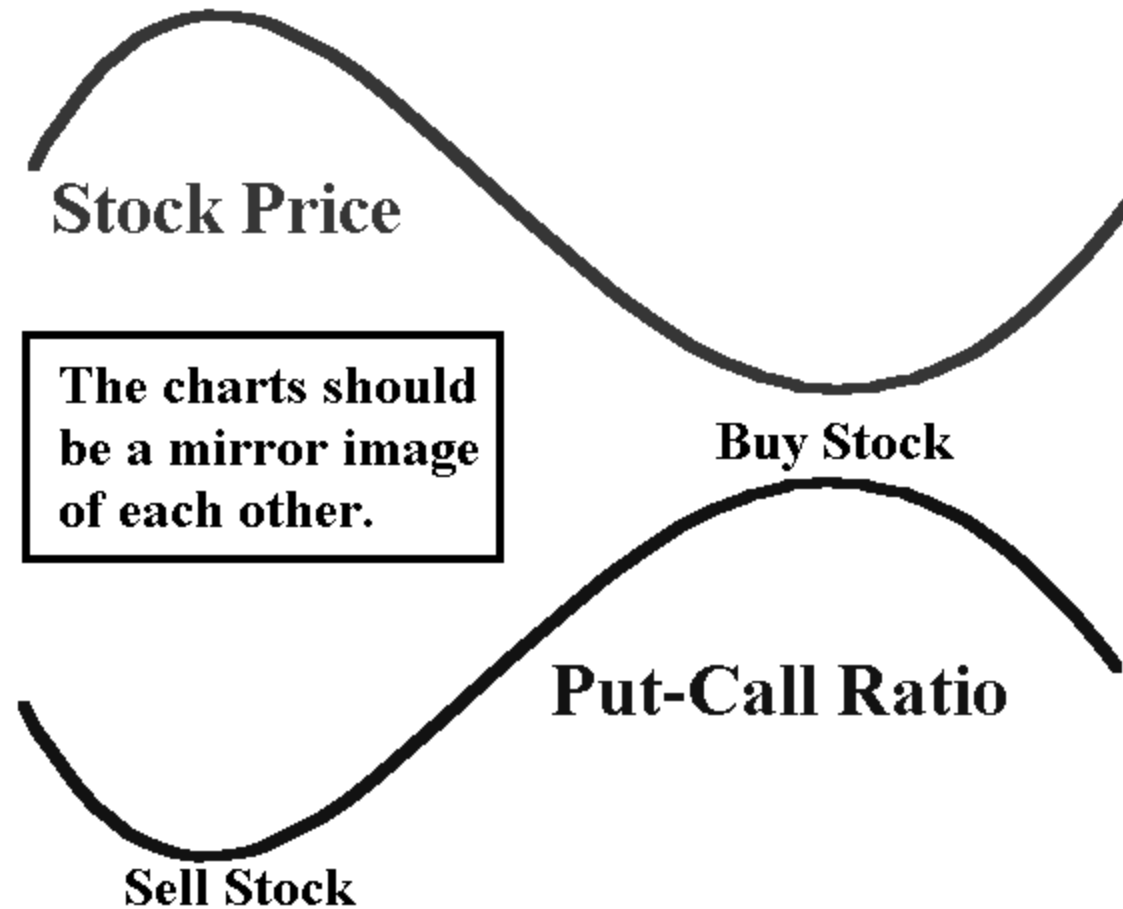 Stock Price
The charts should
be a mirror image
of each other.
Buy Stock
Put-Call Ratio
Sell Stock